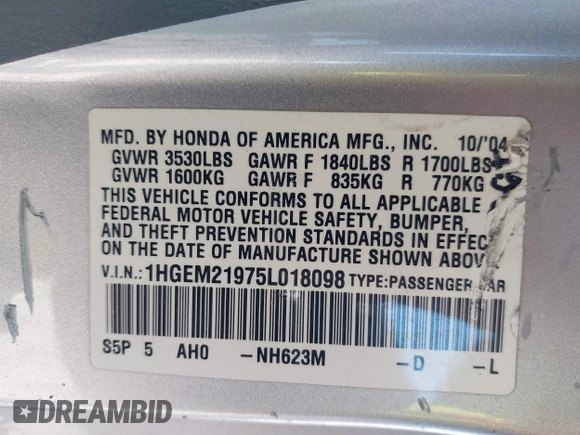 MFD. BY HONDA OF AMERICA MFG., INC. 10/'04
GVWR 3530LBS GAWR F 1840LBS R 1700LBS
GVWR 1600KG GAWR F 835KG R 770KG
THIS VEHICLE CONFORMS TO ALL APPLICABLE
FEDERAL MOTOR VEHICLE SAFETY, BUMPER,
AND THEFT PREVENTION STANDARDS IN EFFEC
ON THE DATE OF MANUFACTURE SHOWN ABOV
V.I.N.: 1HGEM21975L018098 TYPE:PASSENGER CAR
S5P 5 AH0 -NH623M -D -L
DREAMBID